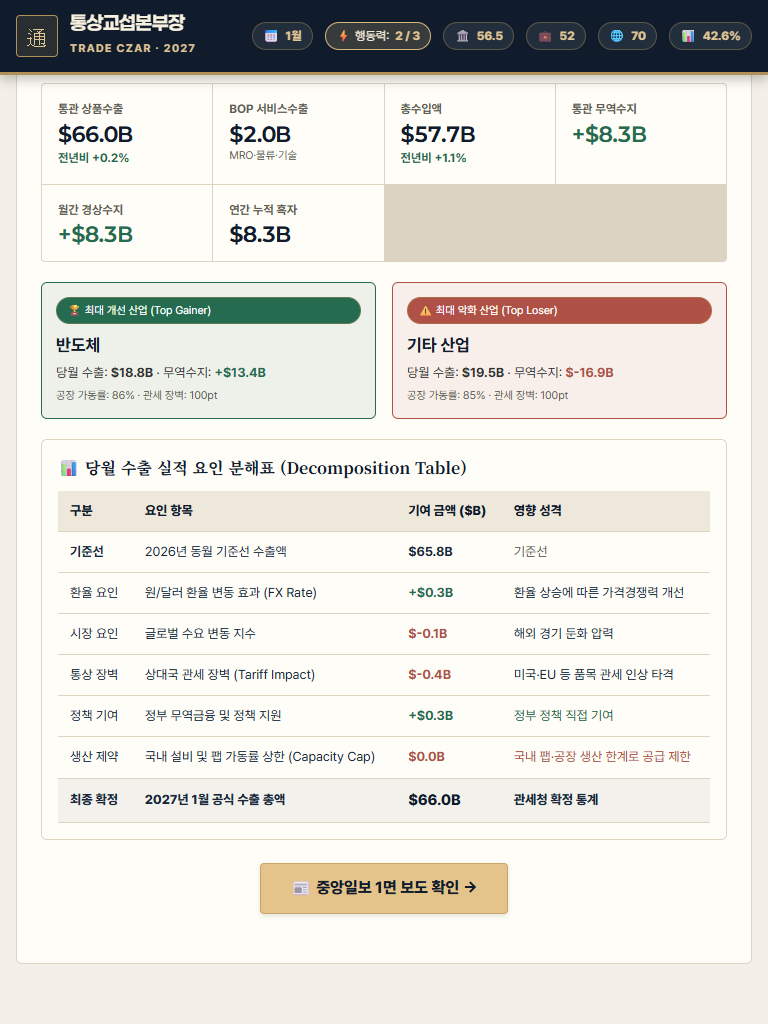 通
통상교섭본부장
TRADE CZAR · 2027
1월
행동력: 2 / 3
56.5
52
70
42.6%
통관 상품수출
$66.0B
전년비 +0.2%
BOP 서비스수출
$2.0B
MRO·물류·기술
총수입액
$57.7B
전년비 +1.1%
통관 무역수지
+$8.3B
월간 경상수지
+$8.3B
연간 누적 흑자
$8.3B
최대 개선 산업 (Top Gainer)
반도체
당월 수출: $18.8B · 무역수지: +$13.4B
공장 가동률: 86% · 관세 장벽: 100pt
최대 악화 산업 (Top Loser)
기타 산업
당월 수출: $19.5B · 무역수지: $-16.9B
공장 가동률: 85% · 관세 장벽: 100pt
당월 수출 실적 요인 분해표 (Decomposition Table)
구분 요인 항목 기여 금액 ($B) 영향 성격
기준선 2026년 동월 기준선 수출액 $65.8B 기준선
환율 요인 원/달러 환율 변동 효과 (FX Rate) +$0.3B 환율 상승에 따른 가격경쟁력 개선
시장 요인 글로벌 수요 변동 지수 $-0.1B 해외 경기 둔화 압력
통상 장벽 상대국 관세 장벽 (Tariff Impact) $-0.4B 미국·EU 등 품목 관세 인상 타격
정책 기여 정부 무역금융 및 정책 지원 +$0.3B 정부 정책 직접 기여
생산 제약 국내 설비 및 팹 가동률 상한 (Capacity Cap) $0.0B 국내 팹·공장 생산 한계로 공급 제한
최종 확정 2027년 1월 공식 수출 총액 $66.0B 관세청 확정 통계
중앙일보 1면 보도 확인 →